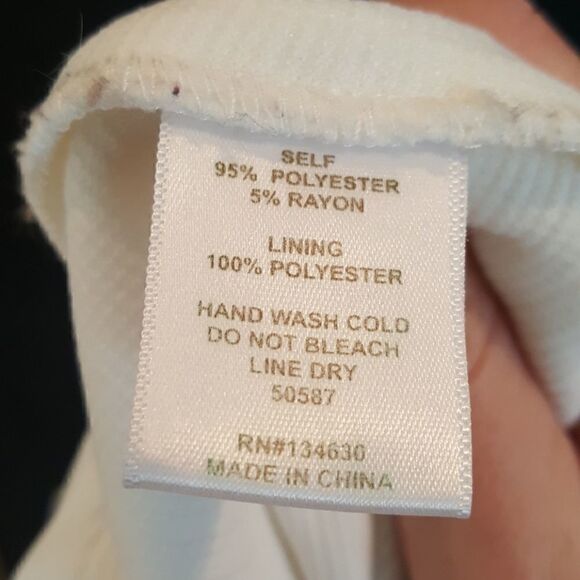 SELF
95% POLYESTER
5% RAYON
LINING
100% POLYESTER
HAND WASH COLD
DO NOT BLEACH
LINE DRY
50587
RN#134630
MADE IN CHINA